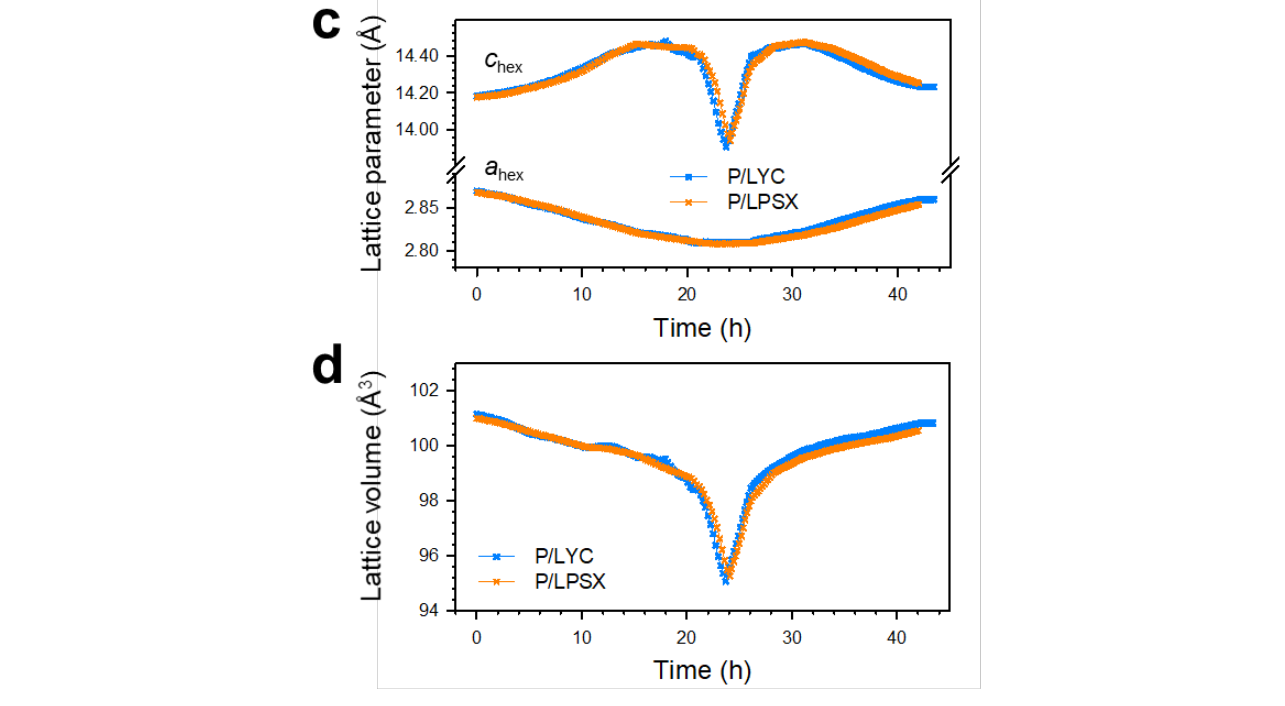 c
Lattice parameter (Å)
14.40
14.20
14.00
2.85
2.80
c hex
a hex
P/LYC
P/LPSX
0 10 20 30 40
Time (h)
d
Lattice volume (Å³)
102
100
98
96
94
P/LYC
P/LPSX
0 10 20 30 40
Time (h)